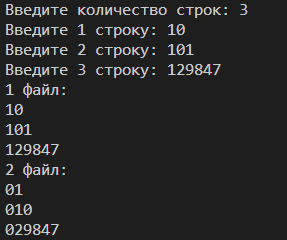 Введите количество строк: 3
Введите 1 строку: 10
Введите 2 строку: 101
Введите 3 строку: 129847
1 файл:
10
101
129847
2 файл:
01
010
029847